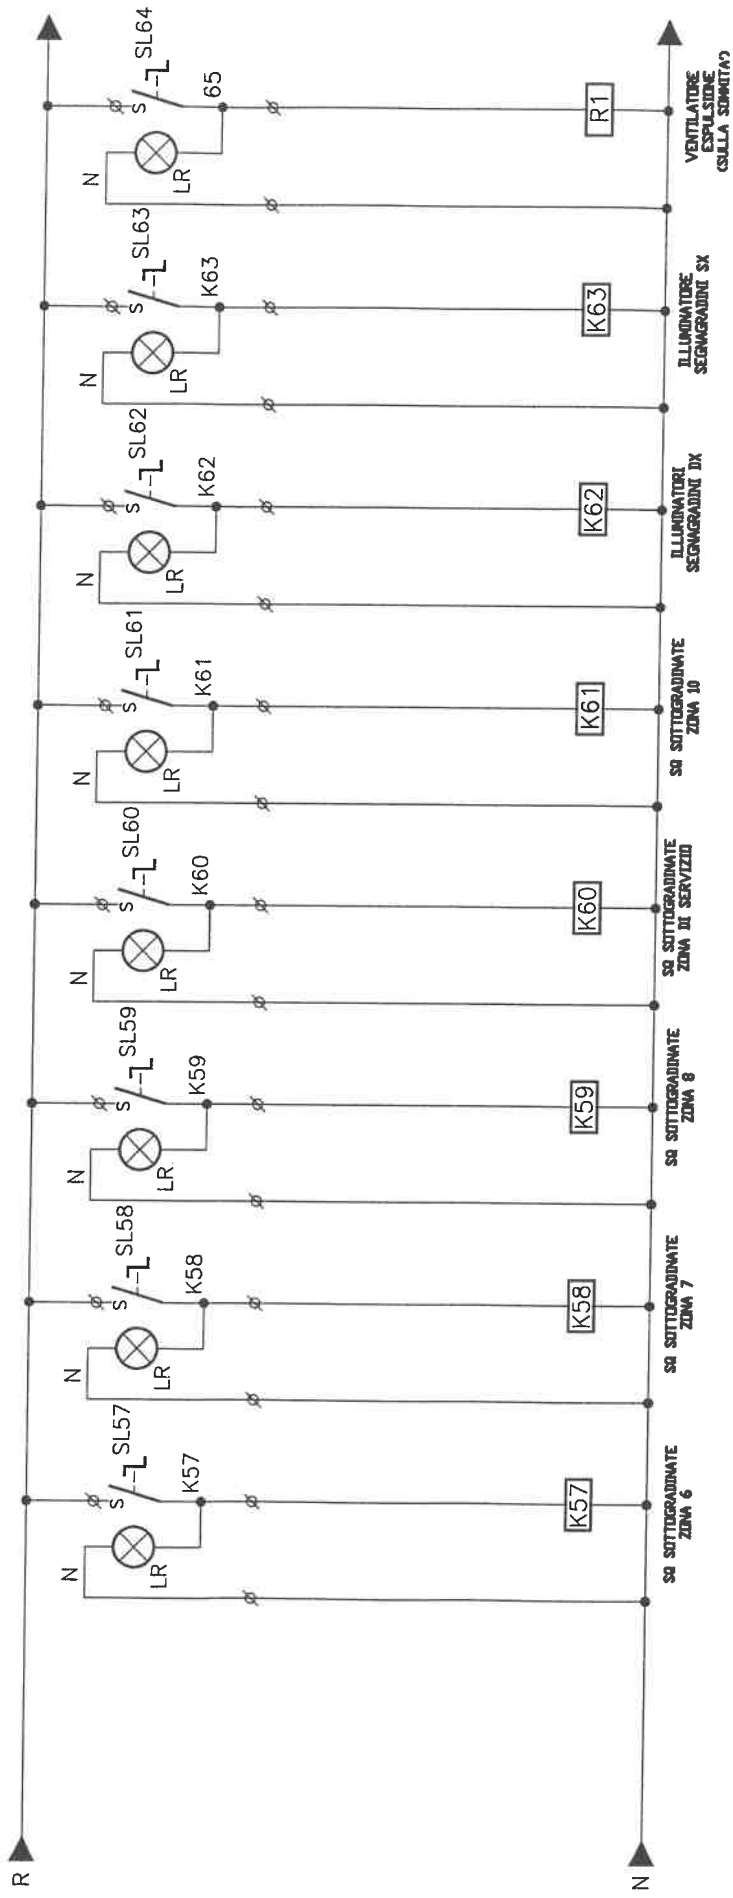 R
N
SL57
K57
LR
K57
SQ SOTTOGRADINATE
ZONA 6
N
SL58
K58
LR
K58
SQ SOTTOGRADINATE
ZONA 7
N
SL59
K59
LR
K59
SQ SOTTOGRADINATE
ZONA 8
N
SL60
K60
LR
K60
SQ SOTTOGRADINATE
ZONA DI SERVIZIO
N
SL61
K61
LR
K61
SQ SOTTOGRADINATE
ZONA 10
N
SL62
K62
LR
K62
ILLUMINATORI
SEGNAGRADINI DX
N
SL63
K63
LR
K63
ILLUMINATORE
SEGNAGRADINI SX
N
SL64
65
LR
R1
VENTILATORE
ESPULSIONE
(SULLA SOMMITA')
N